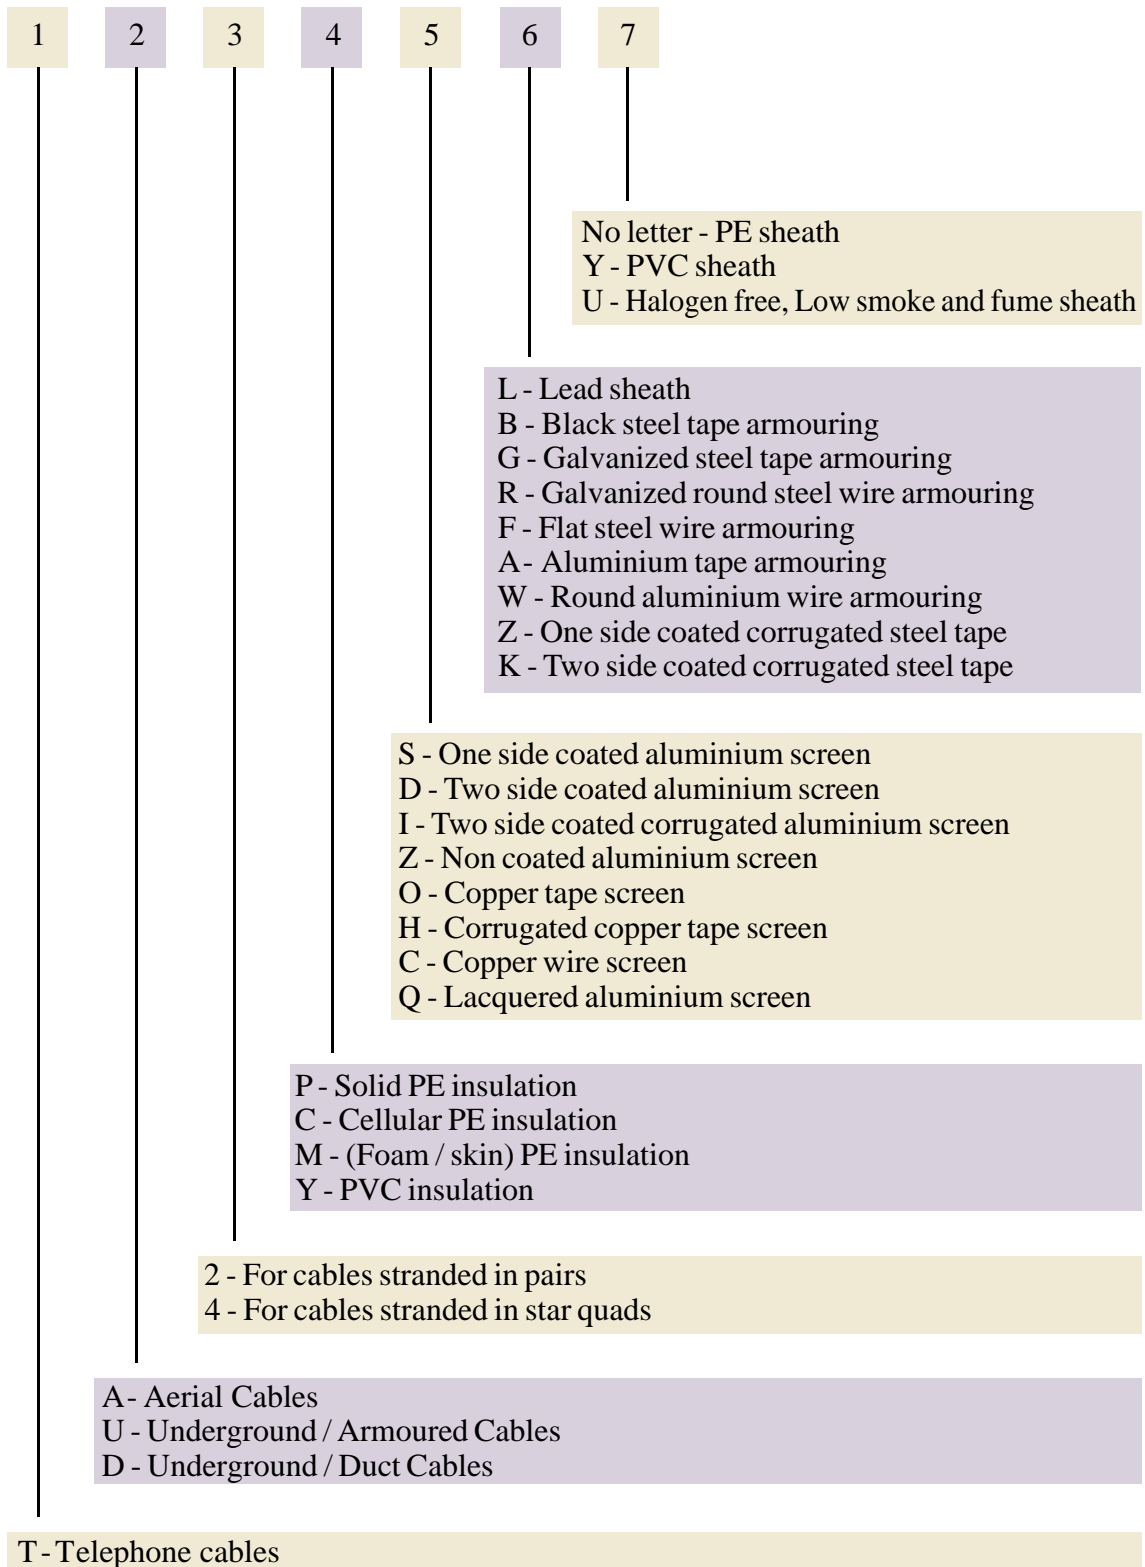 1 2 3 4 5 6 7
No letter - PE sheath
Y - PVC sheath
U - Halogen free, Low smoke and fume sheath
L - Lead sheath
B - Black steel tape armouring
G - Galvanized steel tape armouring
R - Galvanized round steel wire armouring
F - Flat steel wire armouring
A- Aluminium tape armouring
W - Round aluminium wire armouring
Z - One side coated corrugated steel tape
K - Two side coated corrugated steel tape
S - One side coated aluminium screen
D - Two side coated aluminium screen
I - Two side coated corrugated aluminium screen
Z - Non coated aluminium screen
O - Copper tape screen
H - Corrugated copper tape screen
C - Copper wire screen
Q - Lacquered aluminium screen
P - Solid PE insulation
C - Cellular PE insulation
M - (Foam / skin) PE insulation
Y - PVC insulation
2 - For cables stranded in pairs
4 - For cables stranded in star quads
A- Aerial Cables
U - Underground / Armoured Cables
D - Underground / Duct Cables
T - Telephone cables